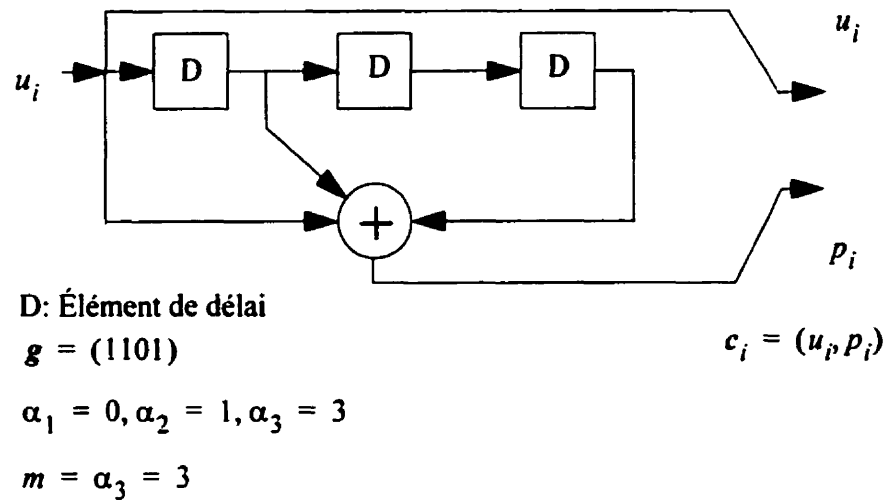 u_i
u_i
D
D
D
+
p_i
D: Élément de délai
g = (1101)
c_i = (u_i, p_i)
α_1 = 0, α_2 = 1, α_3 = 3
m = α_3 = 3